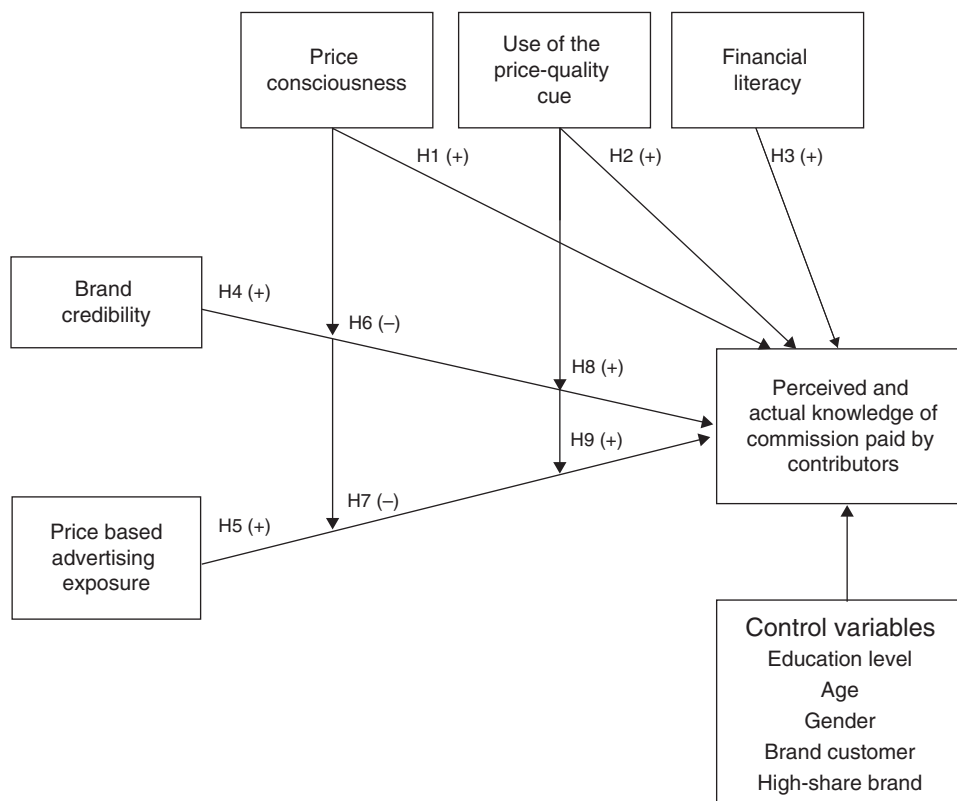 Price
consciousness
Use of the
price-quality
cue
Financial
literacy
H1 (+)
H2 (+)
H3 (+)
Brand
credibility
H4 (+)
H6 (–)
H8 (+)
Perceived and
actual knowledge of
commission paid by
contributors
H9 (+)
Price based
advertising
exposure
H5 (+)
H7 (–)
Control variables
Education level
Age
Gender
Brand customer
High-share brand